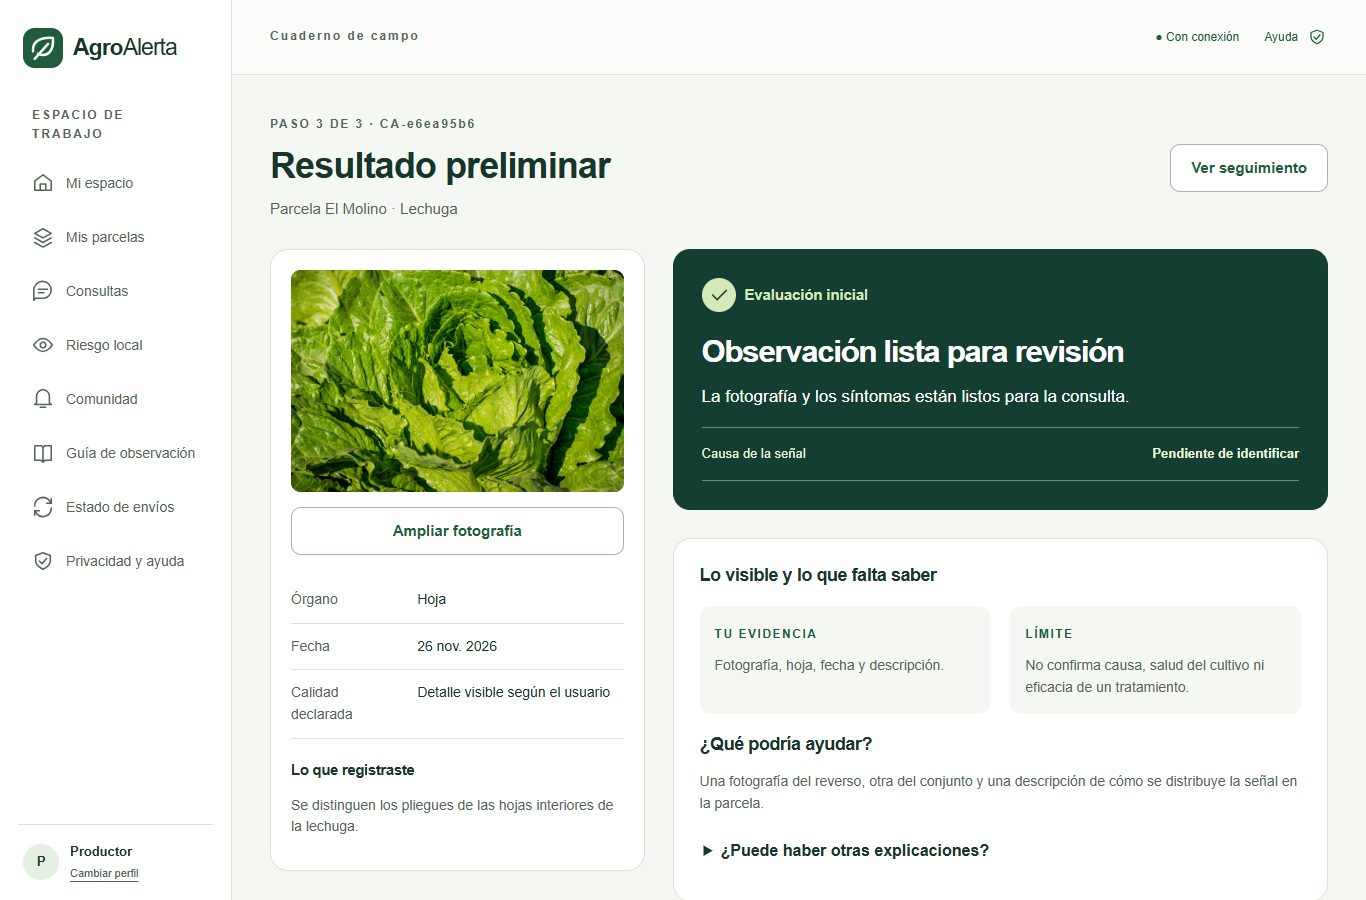 AgroAlerta
ESPACIO DE
TRABAJO
Mi espacio
Mis parcelas
Consultas
Riesgo local
Comunidad
Guía de observación
Estado de envíos
Privacidad y ayuda
P
Productor
Cambiar perfil
Cuaderno de campo
● Con conexión
Ayuda
PASO 3 DE 3 · CA-e6ea95b6
Resultado preliminar
Parcela El Molino · Lechuga
Ver seguimiento
Ampliar fotografía
Órgano Hoja
Fecha 26 nov. 2026
Calidad Detalle visible según el usuario
declarada
Lo que registraste
Se distinguen los pliegues de las hojas interiores de
la lechuga.
Evaluación inicial
Observación lista para revisión
La fotografía y los síntomas están listos para la consulta.
Causa de la señal Pendiente de identificar
Lo visible y lo que falta saber
TU EVIDENCIA
Fotografía, hoja, fecha y descripción.
LÍMITE
No confirma causa, salud del cultivo ni
eficacia de un tratamiento.
¿Qué podría ayudar?
Una fotografía del reverso, otra del conjunto y una descripción de cómo se distribuye la señal en
la parcela.
▶ ¿Puede haber otras explicaciones?